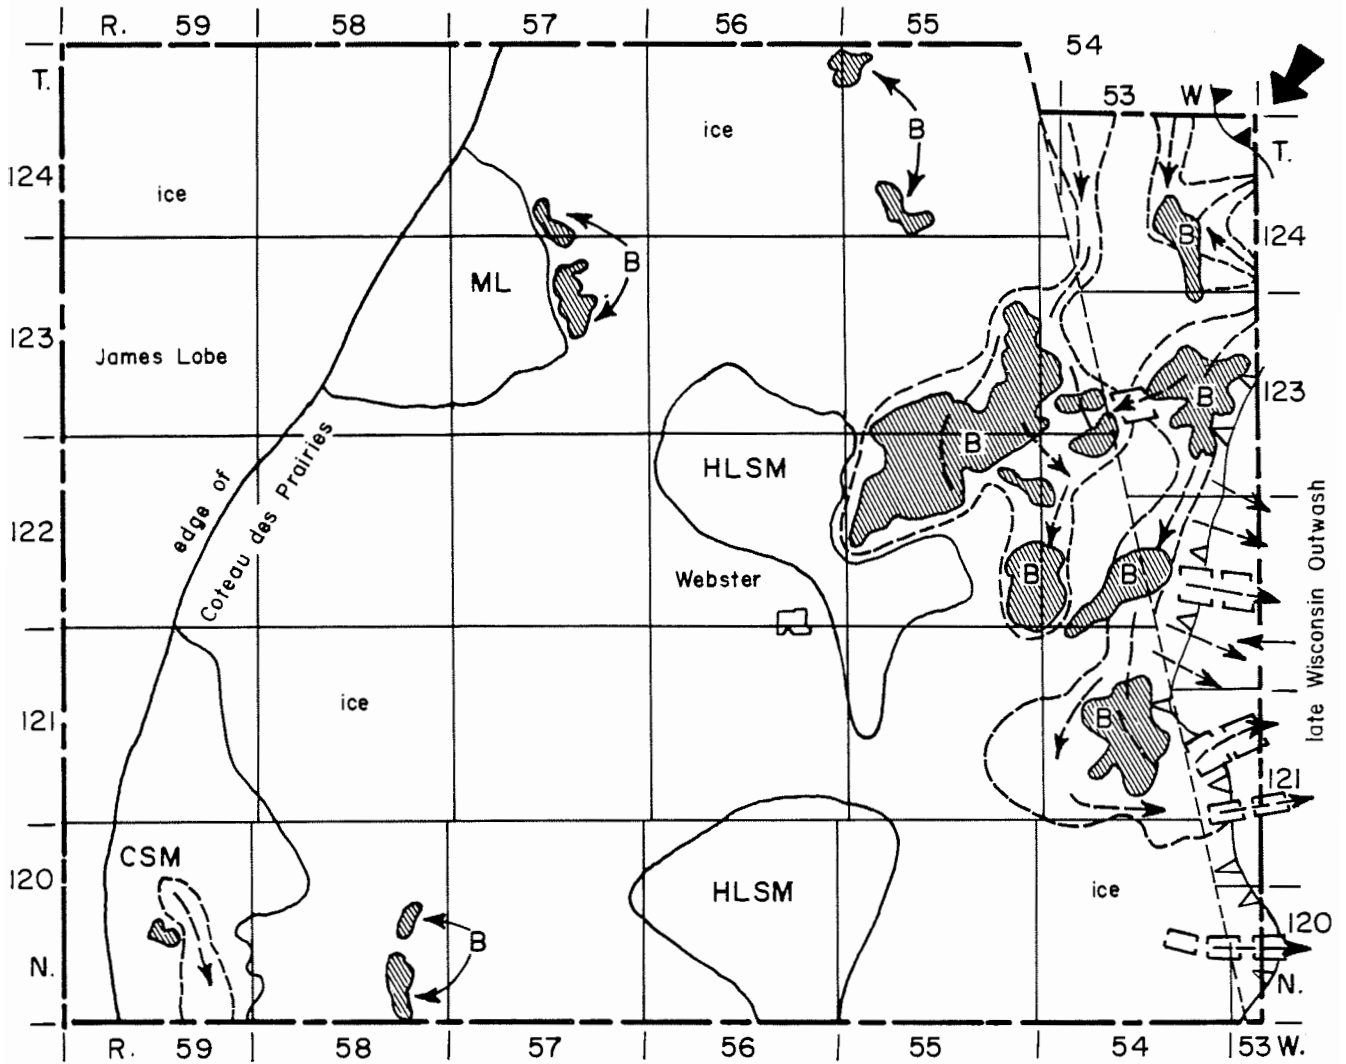 R. 59 58 57 56 55
54
53 W
T.
B
ice
T.
124
ice
B
124
ML
B
123
James Lobe
B
123
B
HLSM
edge of
Coteau des Prairies
122
Webster
B
B
late Wisconsin Outwash
ice
121
B
121
CSM
120
HLSM
ice
B
120
N.
N.
R. 59 58 57 56 55 54 53 W.